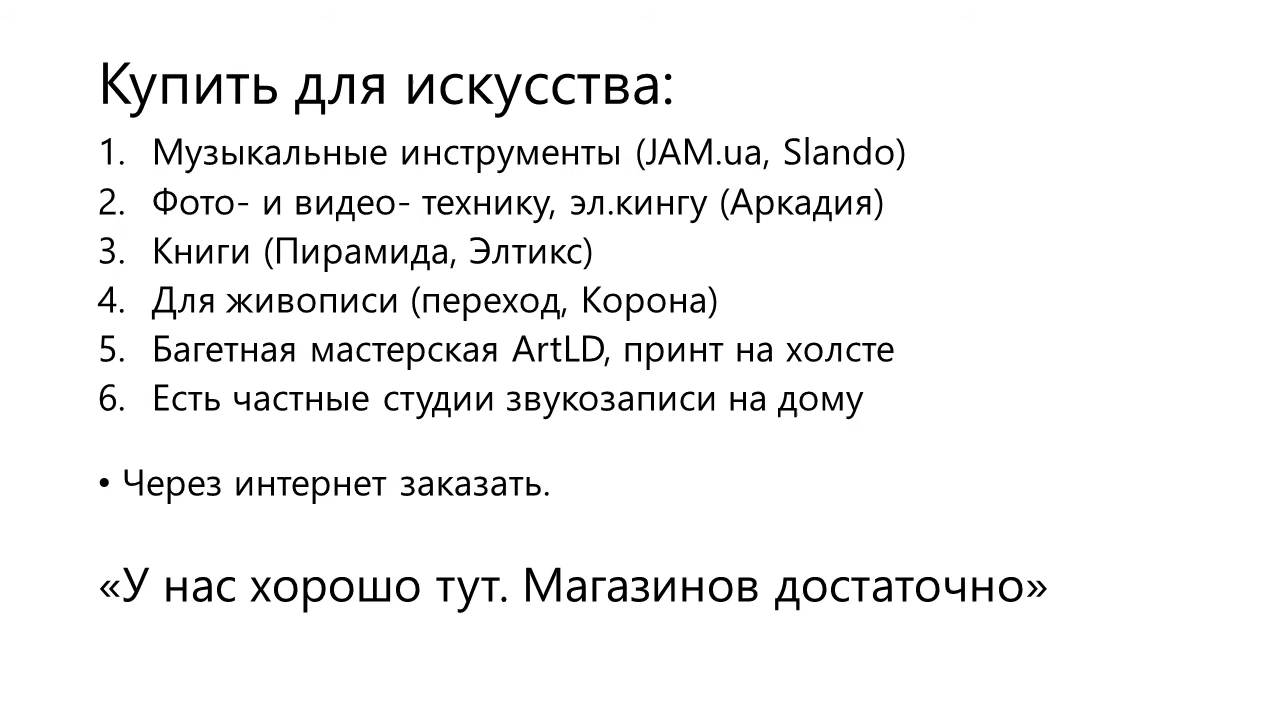 Купить для искусства:
1. Музыкальные инструменты (JAM.ua, Slando)
2. Фото- и видео- технику, эл.кингу (Аркадия)
3. Книги (Пирамида, Элтикс)
4. Для живописи (переход, Корона)
5. Багетная мастерская ArtLD, принт на холсте
6. Есть частные студии звукозаписи на дому
• Через интернет заказать.
«У нас хорошо тут. Магазинов достаточно»